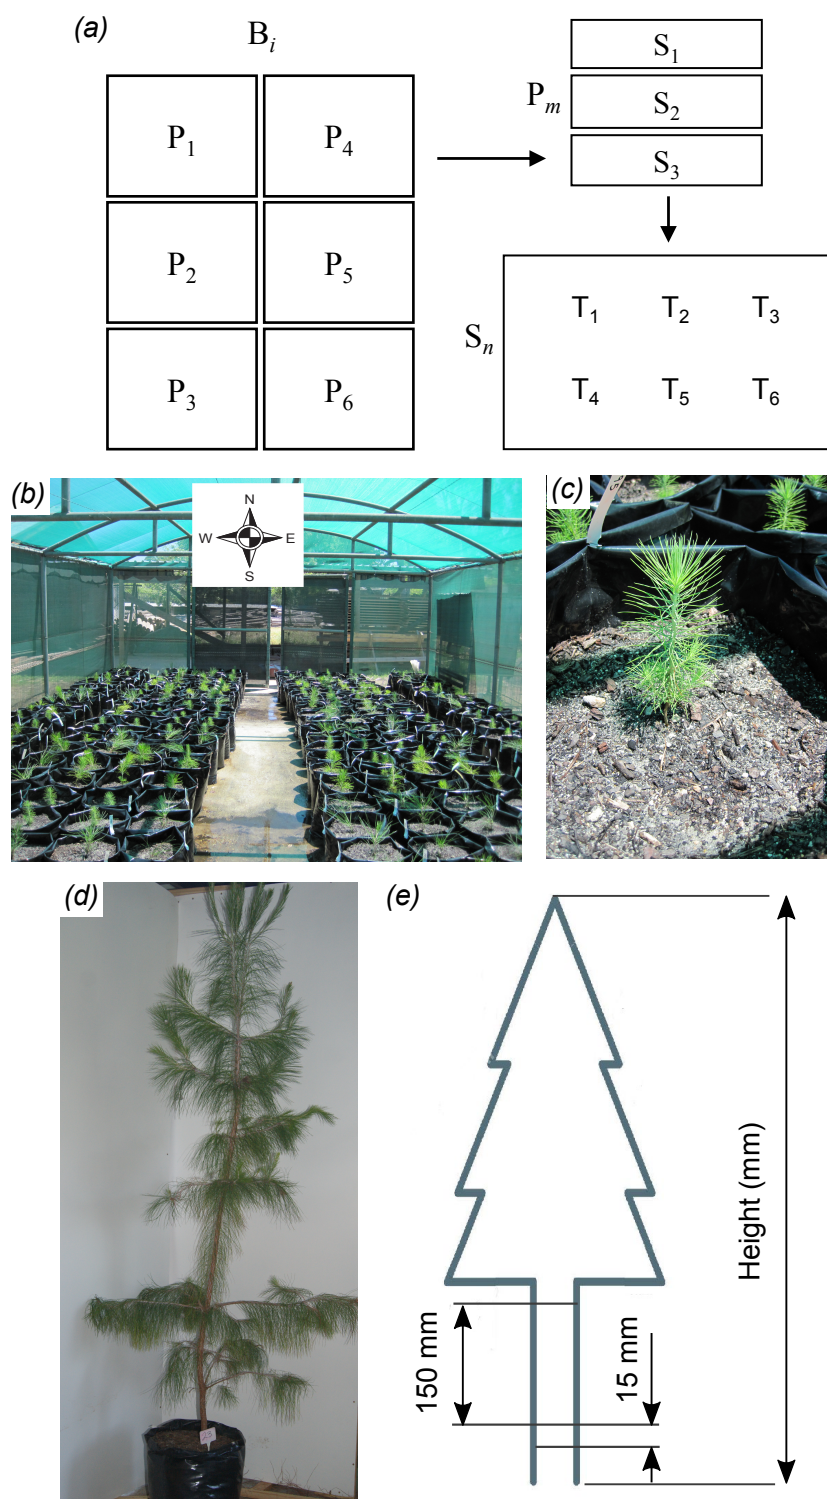 (a)
B_i
P_1
P_4
P_2
P_5
P_3
P_6
P_m
S_1
S_2
S_3
S_n
T_1 T_2 T_3
T_4 T_5 T_6
(b)
N
W E
S
(c)
(d)
(e)
Height (mm)
150 mm
15 mm